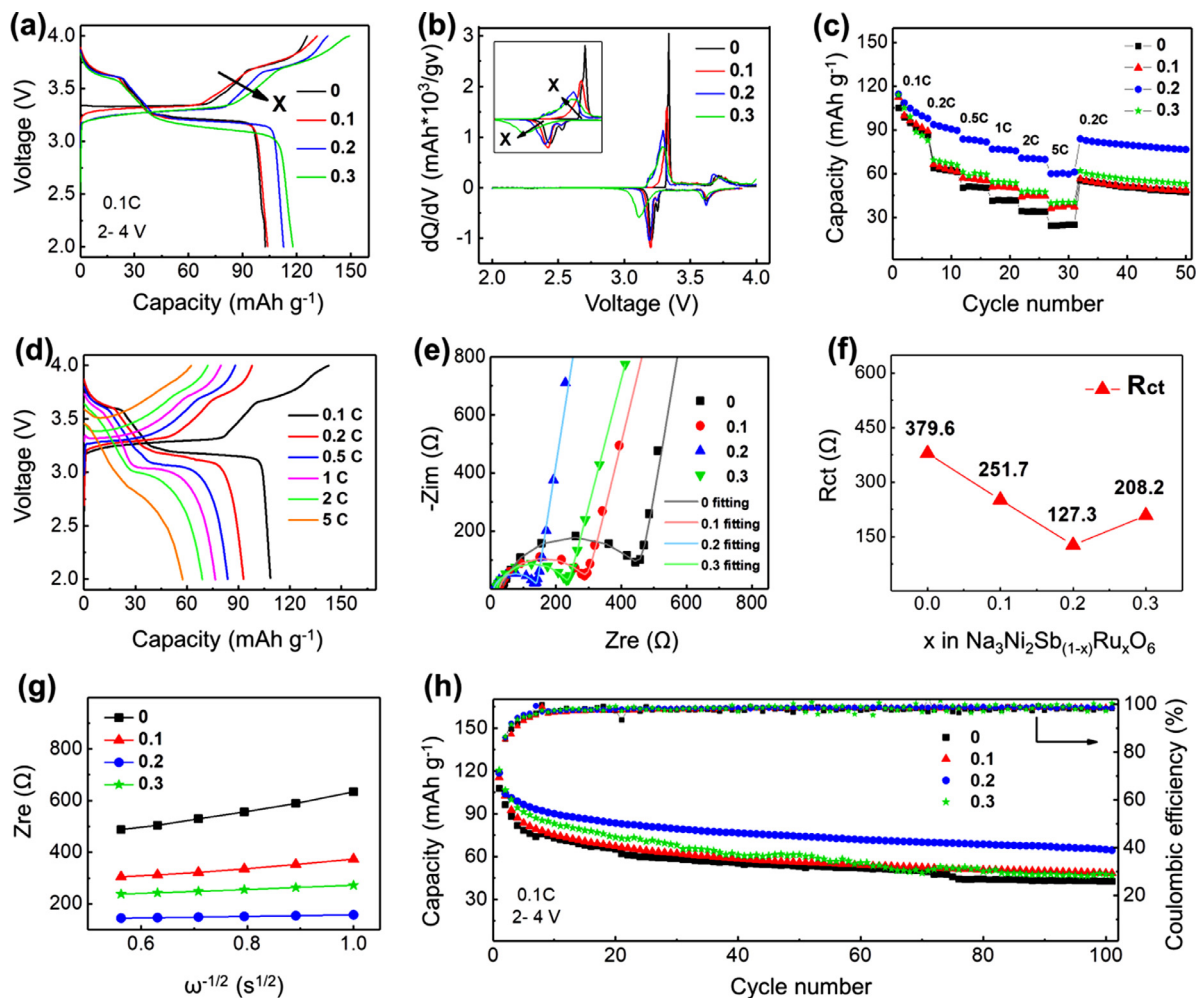 (a)
4.0
3.5
3.0
2.5
2.0
Voltage (V)
X
0
0.1
0.2
0.3
0.1C
2- 4 V
0 30 60 90 120 150
Capacity (mAh g-1)
(b)
3
2
1
0
-1
dQ/dV (mAh*10³/gv)
X
X
0
0.1
0.2
0.3
2.0 2.5 3.0 3.5 4.0
Voltage (V)
(c)
150
120
90
60
30
Capacity (mAh g-1)
0.1C
0.2C
0.5C
1C
2C
5C
0.2C
0
0.1
0.2
0.3
0 10 20 30 40 50
Cycle number
(d)
4.0
3.5
3.0
2.5
2.0
Voltage (V)
0.1 C
0.2 C
0.5 C
1 C
2 C
5 C
0 30 60 90 120 150
Capacity (mAh g-1)
(e)
800
600
400
200
-Zim (Ω)
0
0.1
0.2
0.3
0 fitting
0.1 fitting
0.2 fitting
0.3 fitting
0 200 400 600 800
Zre (Ω)
(f)
600
450
300
150
Rct (Ω)
Rct
379.6
251.7
127.3
208.2
0.0 0.1 0.2 0.3
x in Na3Ni2Sb(1-x)RuxO6
(g)
800
600
400
200
Zre (Ω)
0
0.1
0.2
0.3
0.6 0.8 1.0
ω-1/2 (s1/2)
(h)
150
120
90
60
30
Capacity (mAh g-1)
0
0.1
0.2
0.3
0.1C
2- 4 V
100
80
60
40
20
Coulombic efficiency (%)
0 20 40 60 80 100
Cycle number